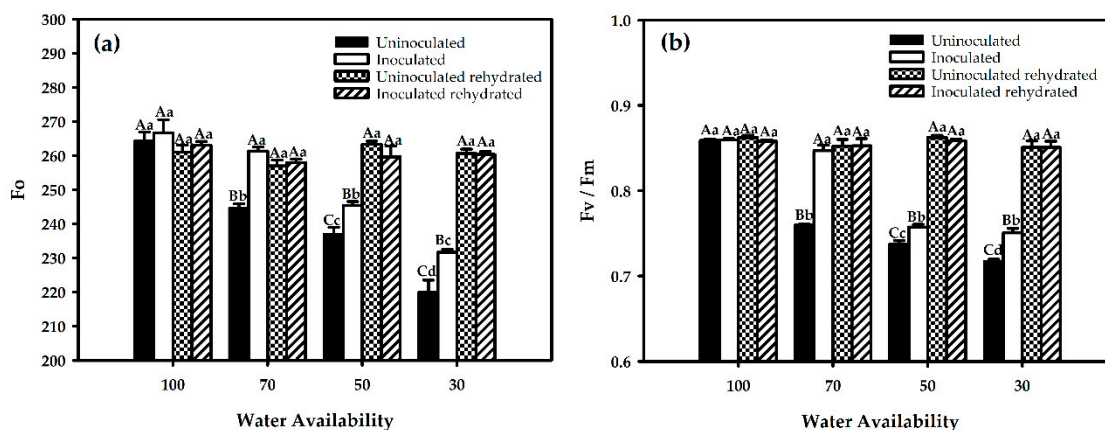 (a)
Uninoculated
Inoculated
Uninoculated rehydrated
Inoculated rehydrated
Fo
300
290
280
270
260
250
240
230
220
210
200
Aa Aa Aa Aa
Bb Aa Aa Aa
Cc Bb Aa Aa
Cd Bc Aa Aa
100 70 50 30
Water Availability
(b)
Uninoculated
Inoculated
Uninoculated rehydrated
Inoculated rehydrated
Fv / Fm
1.0
0.9
0.8
0.7
0.6
Aa Aa Aa Aa
Bb Aa Aa Aa
Cc Bb Aa Aa
Cd Bb Aa Aa
100 70 50 30
Water Availability